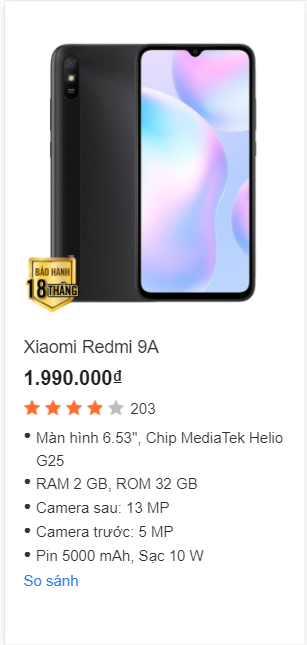 BẢO HÀNH
18 THÁNG
Xiaomi Redmi 9A
1.990.000₫
203
• Màn hình 6.53", Chip MediaTek Helio
G25
• RAM 2 GB, ROM 32 GB
• Camera sau: 13 MP
• Camera trước: 5 MP
• Pin 5000 mAh, Sạc 10 W
So sánh